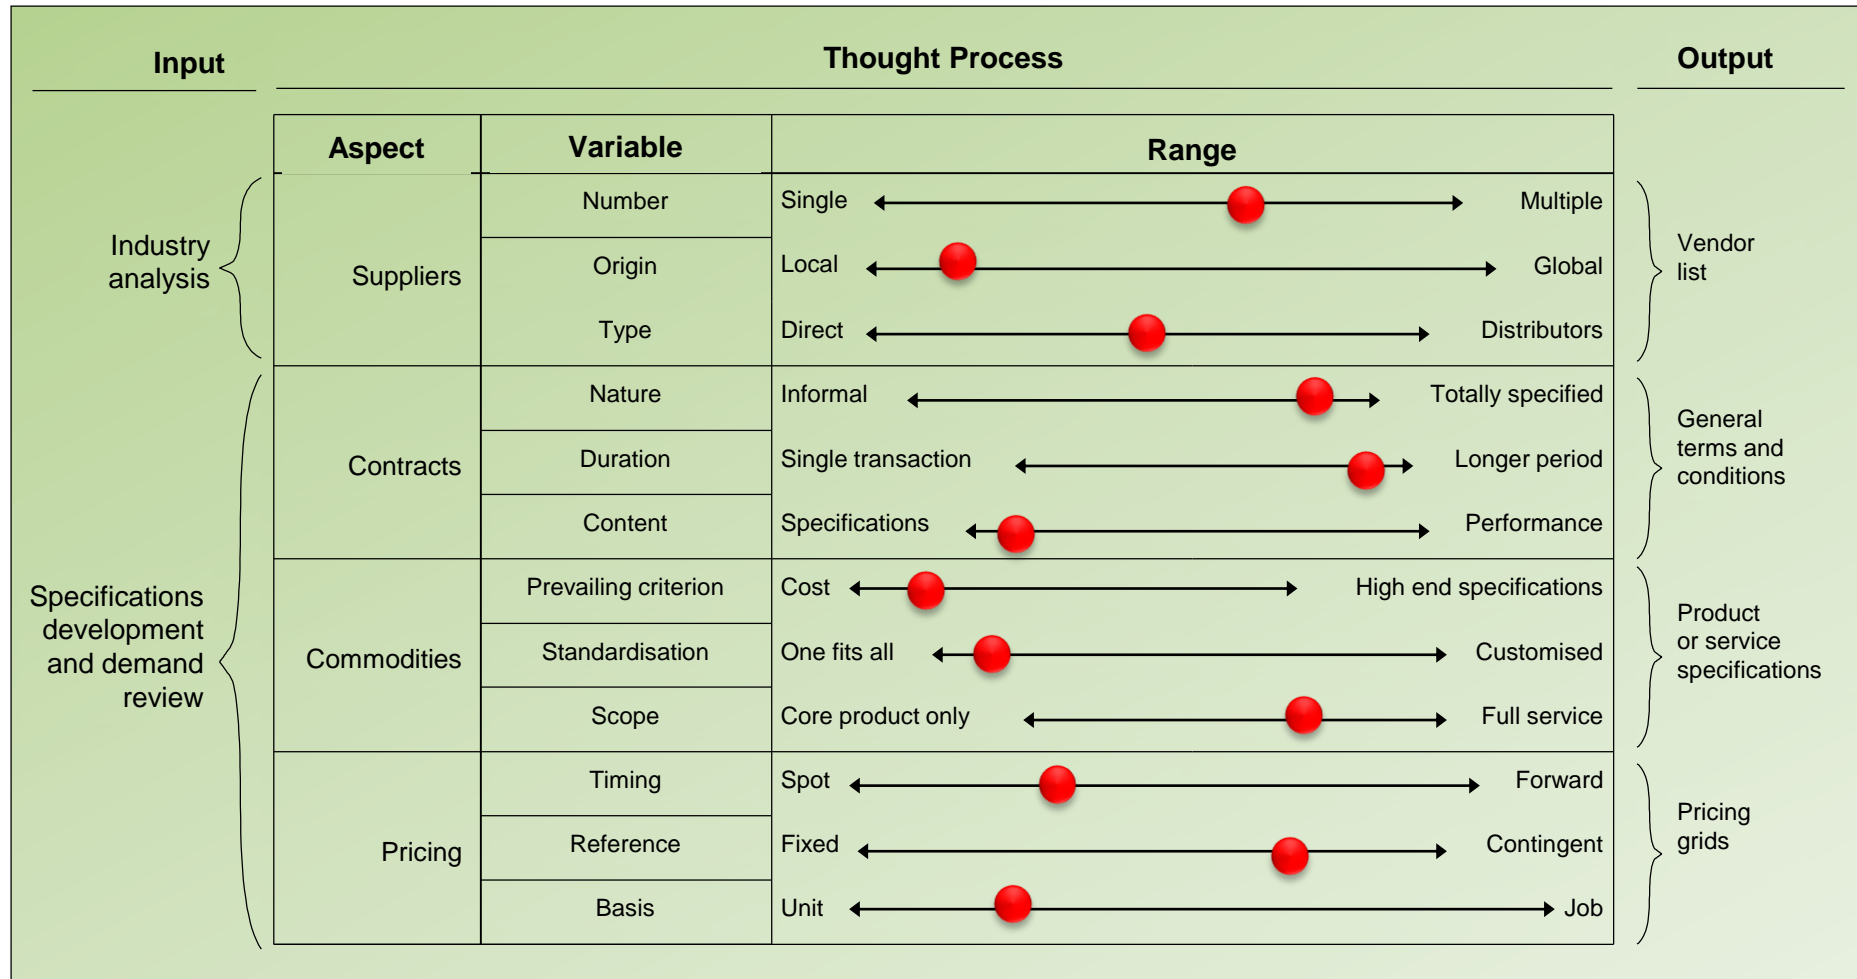 Input
Thought Process
Output
Aspect
Variable
Range
Industry
analysis
Suppliers
Number
Single
Multiple
Origin
Local
Global
Type
Direct
Distributors
Vendor
list
Specifications
development
and demand
review
Contracts
Nature
Informal
Totally specified
Duration
Single transaction
Longer period
Content
Specifications
Performance
General
terms and
conditions
Commodities
Prevailing criterion
Cost
High end specifications
Standardisation
One fits all
Customised
Scope
Core product only
Full service
Product
or service
specifications
Pricing
Timing
Spot
Forward
Reference
Fixed
Contingent
Basis
Unit
Job
Pricing
grids